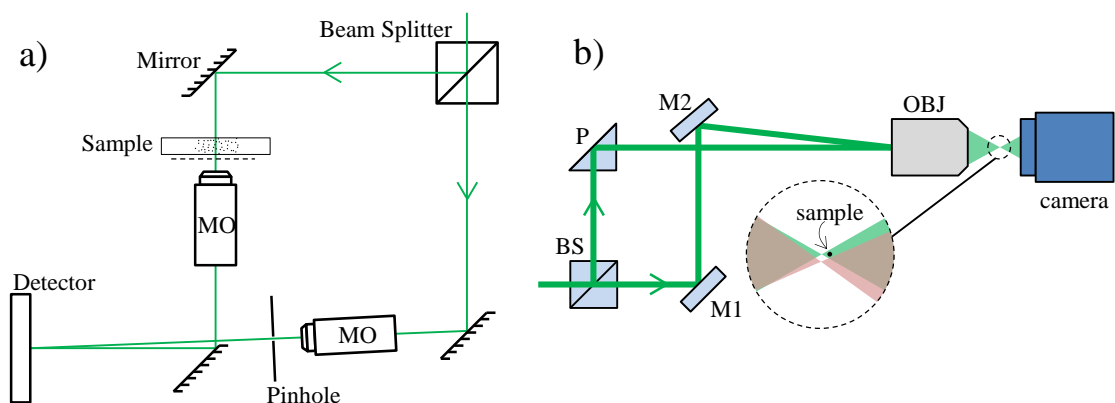 a)
Beam Splitter
Mirror
Sample
MO
Detector
MO
Pinhole
b)
M2
OBJ
P
camera
sample
BS
M1